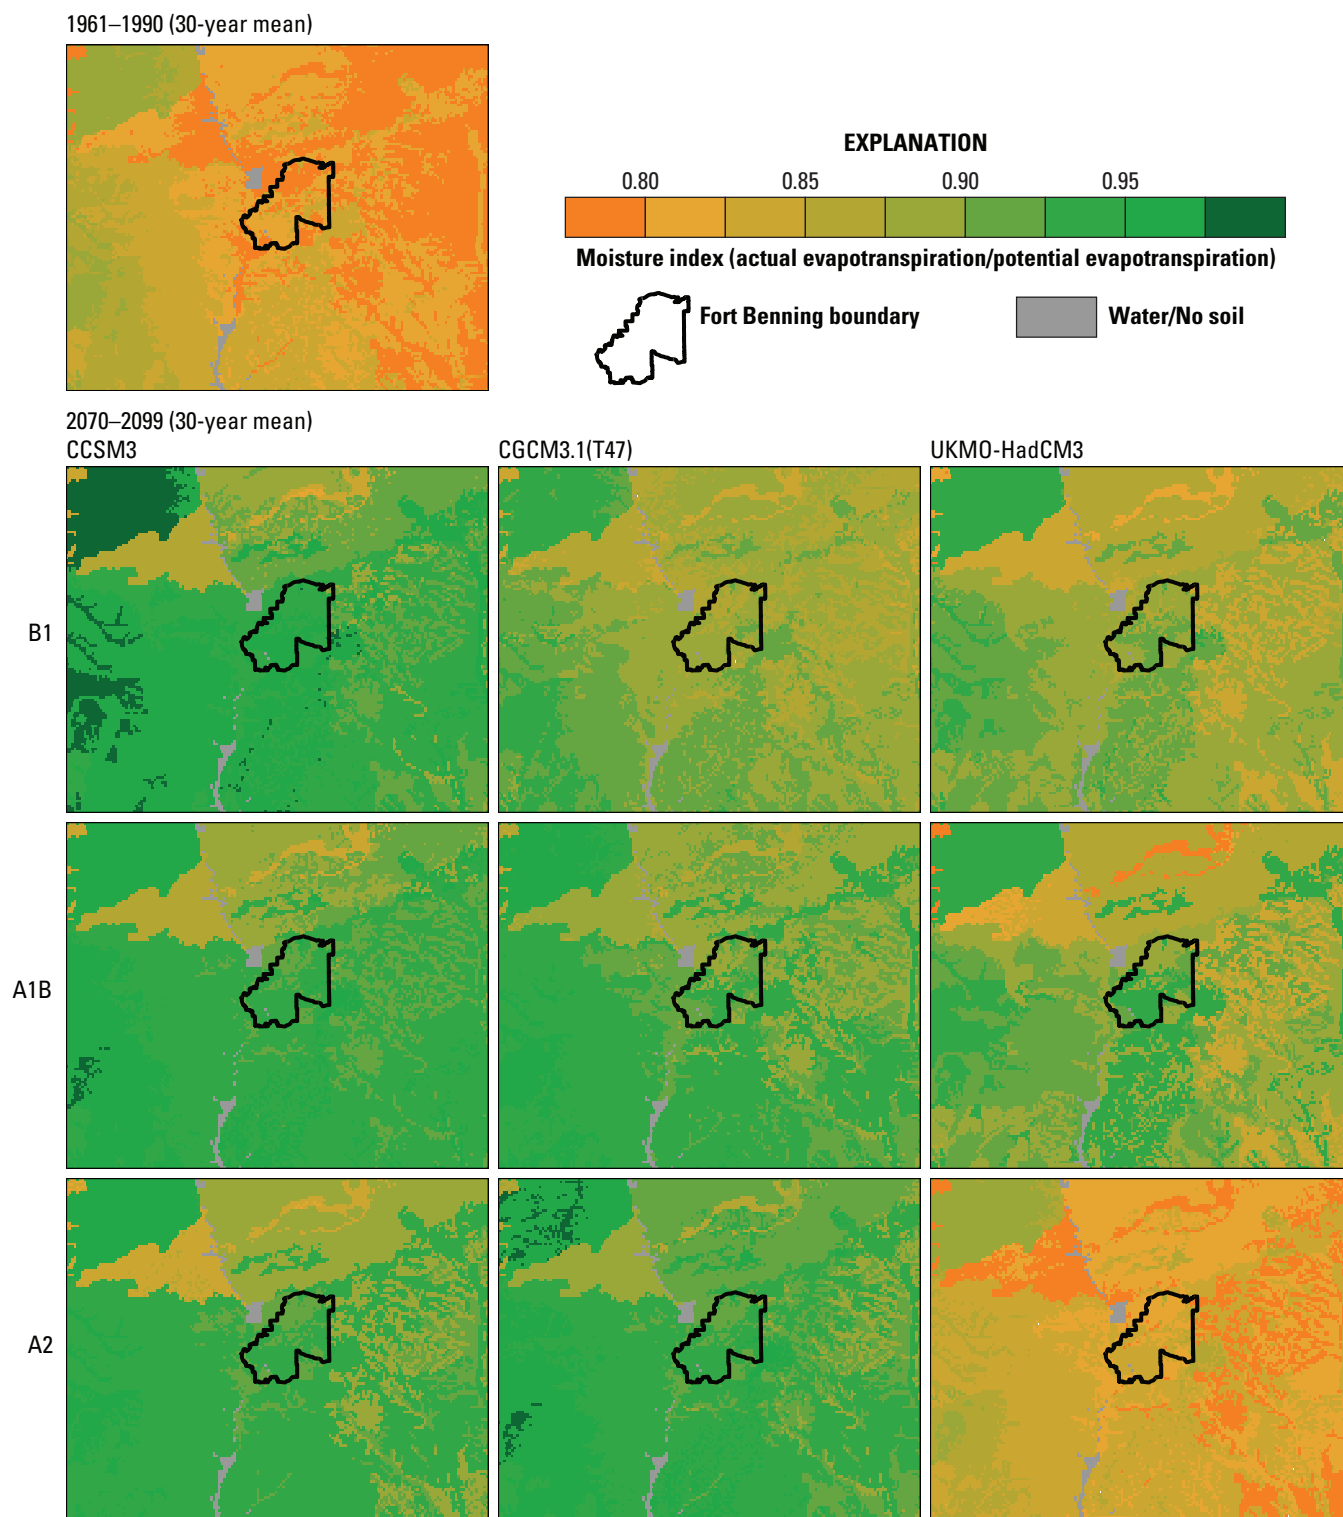 1961–1990 (30-year mean)
EXPLANATION
0.80 0.85 0.90 0.95
Moisture index (actual evapotranspiration/potential evapotranspiration)
Fort Benning boundary
Water/No soil
2070–2099 (30-year mean)
CCSM3 CGCM3.1(T47) UKMO-HadCM3
B1
A1B
A2